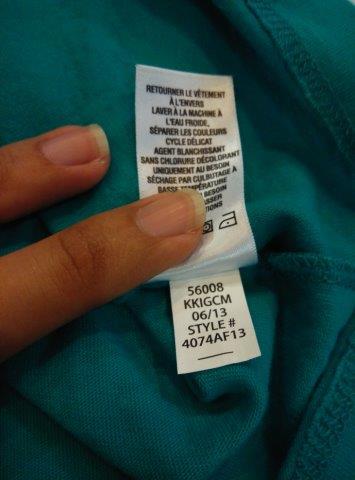 RETOURNER LE VÊTEMENT
À L'ENVERS
LAVER À LA MACHINE À
L'EAU FROIDE,
SÉPARER LES COULEURS
CYCLE DÉLICAT
AGENT BLANCHISSANT
SANS CHLORURE DÉCOLORANT
UNIQUEMENT AU BESOIN
SÉCHAGE PAR CULBUTAGE À
BASSE TEMPÉRATURE
BESOIN
56008
KKIGCM
06/13
STYLE #
4074AF13